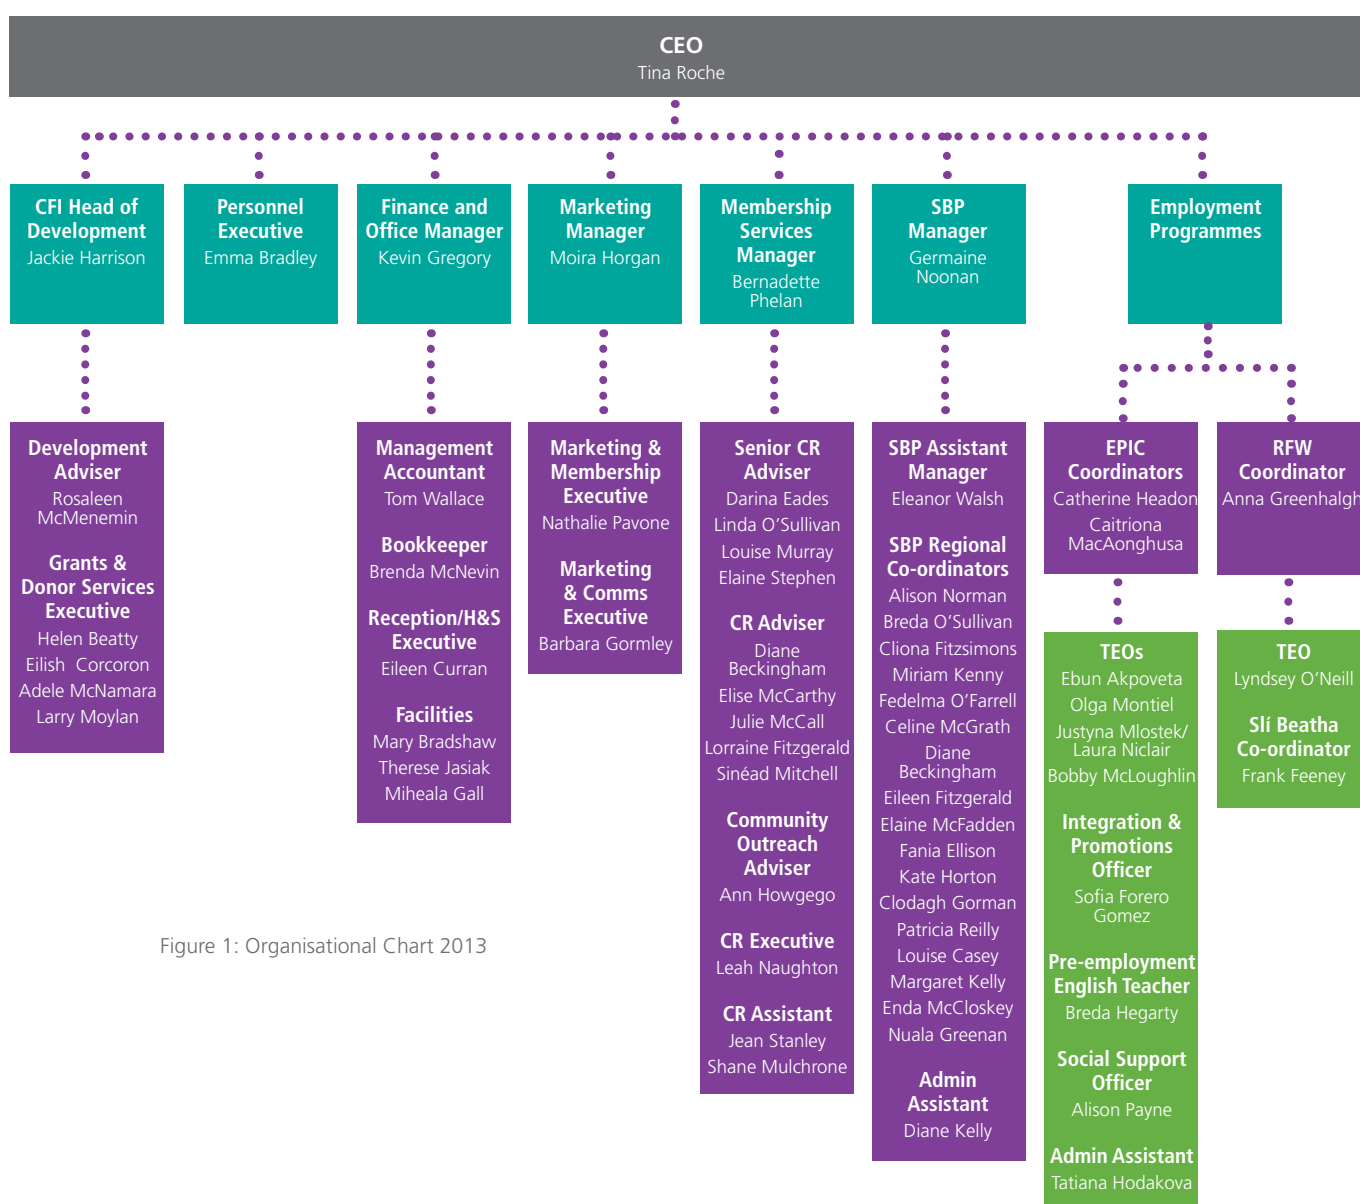 CEO
Tina Roche
CFI Head of
Development
Jackie Harrison
Personnel
Executive
Emma Bradley
Finance and
Office Manager
Kevin Gregory
Marketing
Manager
Moira Horgan
Membership
Services
Manager
Bernadette
Phelan
SBP
Manager
Germaine
Noonan
Employment
Programmes
Development
Adviser
Rosaleen
McMenemin
Grants &
Donor Services
Executive
Helen Beatty
Eilish Corcoron
Adele McNamara
Larry Moylan
Management
Accountant
Tom Wallace
Bookkeeper
Brenda McNevin
Reception/H&S
Executive
Eileen Curran
Facilities
Mary Bradshaw
Therese Jasiak
Miheala Gall
Marketing &
Membership
Executive
Nathalie Pavone
Marketing
& Comms
Executive
Barbara Gormley
Senior CR
Adviser
Darina Eades
Linda O’Sullivan
Louise Murray
Elaine Stephen
CR Adviser
Diane
Beckingham
Elise McCarthy
Julie McCall
Lorraine Fitzgerald
Sinéad Mitchell
Community
Outreach
Adviser
Ann Howgego
CR Executive
Leah Naughton
CR Assistant
Jean Stanley
Shane Mulchrone
SBP Assistant
Manager
Eleanor Walsh
SBP Regional
Co-ordinators
Alison Norman
Breda O’Sullivan
Cliona Fitzsimons
Miriam Kenny
Fedelma O’Farrell
Celine McGrath
Diane
Beckingham
Eileen Fitzgerald
Elaine McFadden
Fania Ellison
Kate Horton
Clodagh Gorman
Patricia Reilly
Louise Casey
Margaret Kelly
Enda McCloskey
Nuala Greenan
Admin
Assistant
Diane Kelly
EPIC
Coordinators
Catherine Headon
Caitriona
MacAonghusa
RFW
Coordinator
Anna Greenhalgh
TEOs
Ebun Akpoveta
Olga Montiel
Justyna Mlostek/
Laura Niclair
Bobby McLoughlin
Integration &
Promotions
Officer
Sofia Forero
Gomez
Pre-employment
English Teacher
Breda Hegarty
Social Support
Officer
Alison Payne
Admin Assistant
Tatiana Hodakova
TEO
Lyndsey O’Neill
Slí Beatha
Co-ordinator
Frank Feeney
Figure 1: Organisational Chart 2013